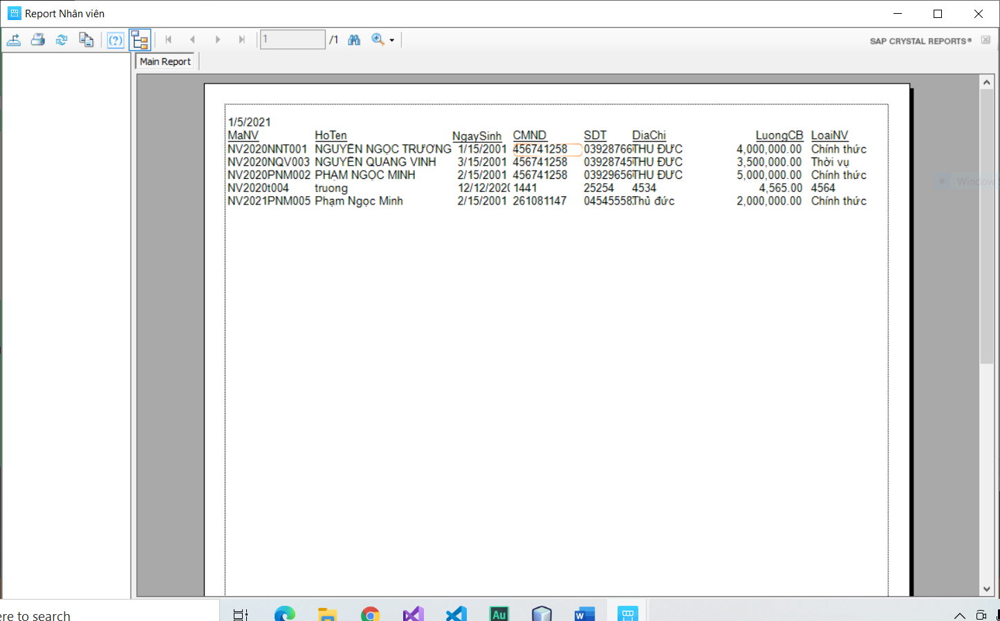 Report Nhân viên
1 /1
SAP CRYSTAL REPORTS®
Main Report
1/5/2021
MaNV HoTen NgaySinh CMND SDT DiaChi LuongCB LoaiNV
NV2020NNT001 NGUYỄN NGỌC TRƯỜNG 1/15/2001 456741258 03928766 THỦ ĐỨC 4,000,000.00 Chính thức
NV2020NQV003 NGUYỄN QUANG VINH 3/15/2001 456741258 03928745 THỦ ĐỨC 3,500,000.00 Thời vụ
NV2020PNM002 PHẠM NGỌC MINH 2/15/2001 456741258 03929656 THỦ ĐỨC 5,000,000.00 Chính thức
NV2020t004 truong 12/12/2020 1441 25254 4534 4,565.00 4564
NV2021PNM005 Phạm Ngọc Minh 2/15/2001 261081147 04545558 Thủ đức 2,000,000.00 Chính thức
Window
ere to search
Au
W